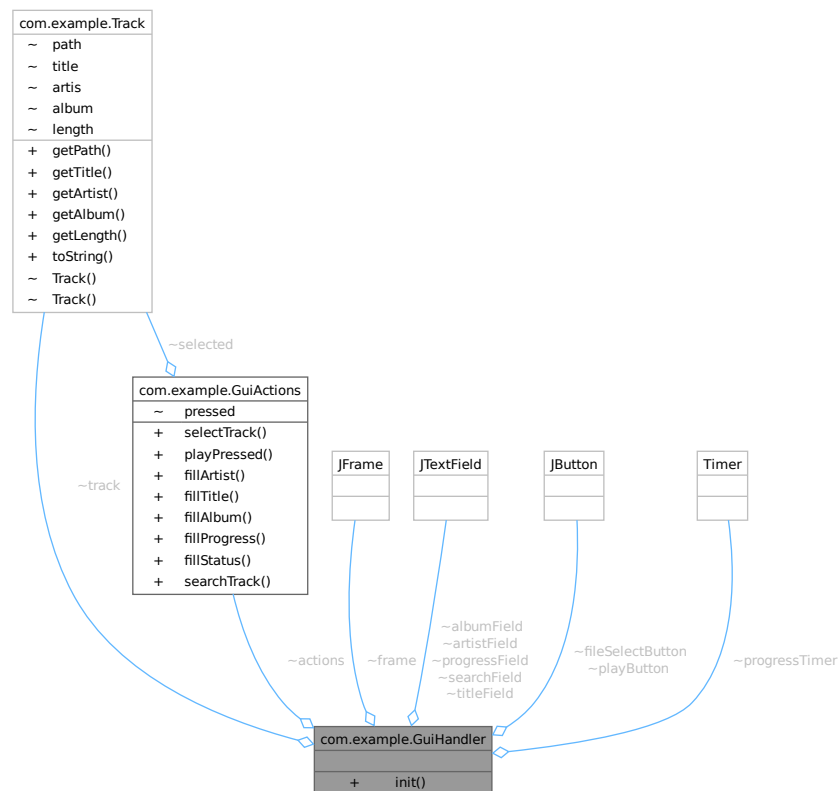 com.example.Track
~ path
~ title
~ artis
~ album
~ length
+ getPath()
+ getTitle()
+ getArtist()
+ getAlbum()
+ getLength()
+ toString()
~ Track()
~ Track()
~selected
com.example.GuiActions
~ pressed
+ selectTrack()
+ playPressed()
+ fillArtist()
+ fillTitle()
+ fillAlbum()
+ fillProgress()
+ fillStatus()
+ searchTrack()
JFrame
JTextField
JButton
Timer
~track
~actions
~frame
~albumField
~artistField
~progressField
~searchField
~titleField
~fileSelectButton
~playButton
~progressTimer
com.example.GuiHandler
+ init()